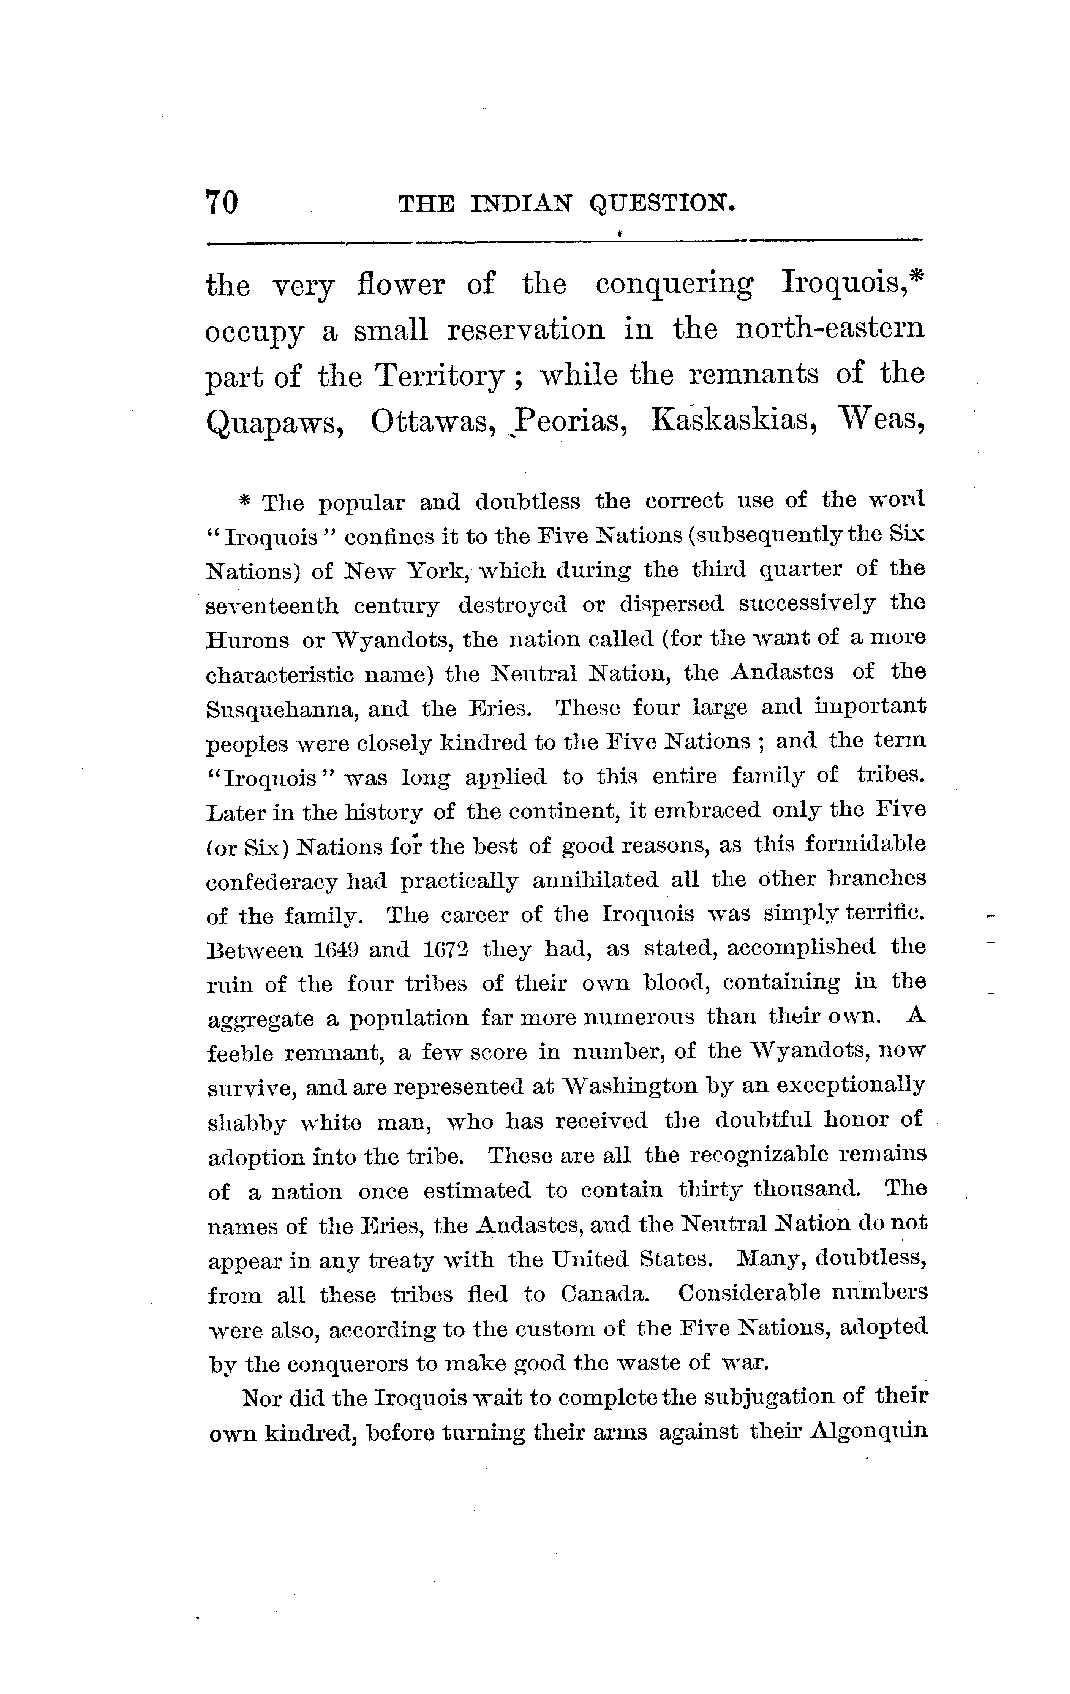 70 THE INDIAN QUESTION.
the very flower of the conquering Iroquois,*
occupy a small reservation in the north-eastern
part of the Territory ; while the remnants of the
Quapaws, Ottawas, Peorias, Kaskaskias, Weas,
* The popular and doubtless the correct use of the word
“Iroquois” confines it to the Five Nations (subsequently the Six
Nations) of New York, which during the third quarter of the
seventeenth century destroyed or dispersed successively the
Hurons or Wyandots, the nation called (for the want of a more
characteristic name) the Neutral Nation, the Andastes of the
Susquehanna, and the Eries. These four large and important
peoples were closely kindred to the Five Nations ; and the term
“Iroquois” was long applied to this entire family of tribes.
Later in the history of the continent, it embraced only the Five
(or Six) Nations for the best of good reasons, as this formidable
confederacy had practically annihilated all the other branches
of the family. The career of the Iroquois was simply terrific.
Between 1649 and 1672 they had, as stated, accomplished the
ruin of the four tribes of their own blood, containing in the
aggregate a population far more numerous than their own. A
feeble remnant, a few score in number, of the Wyandots, now
survive, and are represented at Washington by an exceptionally
shabby white man, who has received the doubtful honor of
adoption into the tribe. These are all the recognizable remains
of a nation once estimated to contain thirty thousand. The
names of the Eries, the Andastes, and the Neutral Nation do not
appear in any treaty with the United States. Many, doubtless,
from all these tribes fled to Canada. Considerable numbers
were also, according to the custom of the Five Nations, adopted
by the conquerors to make good the waste of war.
Nor did the Iroquois wait to complete the subjugation of their
own kindred, before turning their arms against their Algonquin